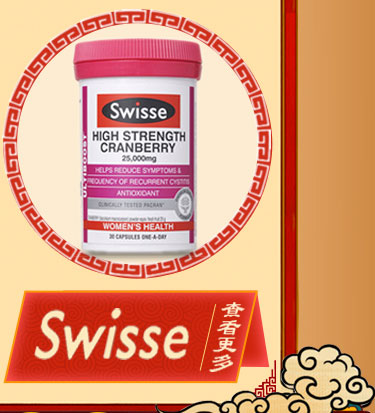 Swisse
ULTIBOOST
HIGH STRENGTH
CRANBERRY
25,000mg
HELPS REDUCE SYMPTOMS &
FREQUENCY OF RECURRENT CYSTITIS
ANTIOXIDANT
CLINICALLY TESTED PACRAN
WOMEN'S HEALTH
30 CAPSULES ONE-A-DAY
Swisse
查看更多